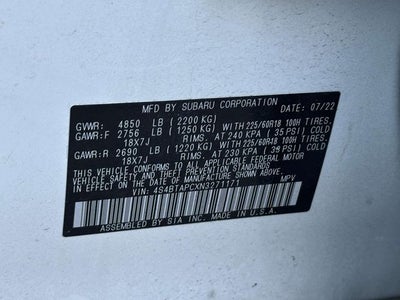 MFD. BY SUBARU CORPORATION DATE: 07/22
GVWR: 4850 LB (2200 KG)
GAWR:F 2756 LB (1250 KG) WITH 225/60R18 100H TIRES,
18X7J RIMS, AT 240 KPA (35 PSI) COLD
GAWR:R 2690 LB (1220 KG) WITH 225/60R18 100H TIRES,
18X7J RIMS, AT 230 KPA (35 PSI) COLD
THIS VEHICLE CONFORMS TO ALL APPLICABLE FEDERAL MOTOR
VEHICLE SAFETY AND THEFT PREVENTION STANDARDS IN EFFECT ON THE DATE OF
MANUFACTURE SHOWN ABOVE.
VIN: 4S4BTAPCXN3271171 MPV
ASSEMBLED BY SIA INC. MADE IN U.S.A.